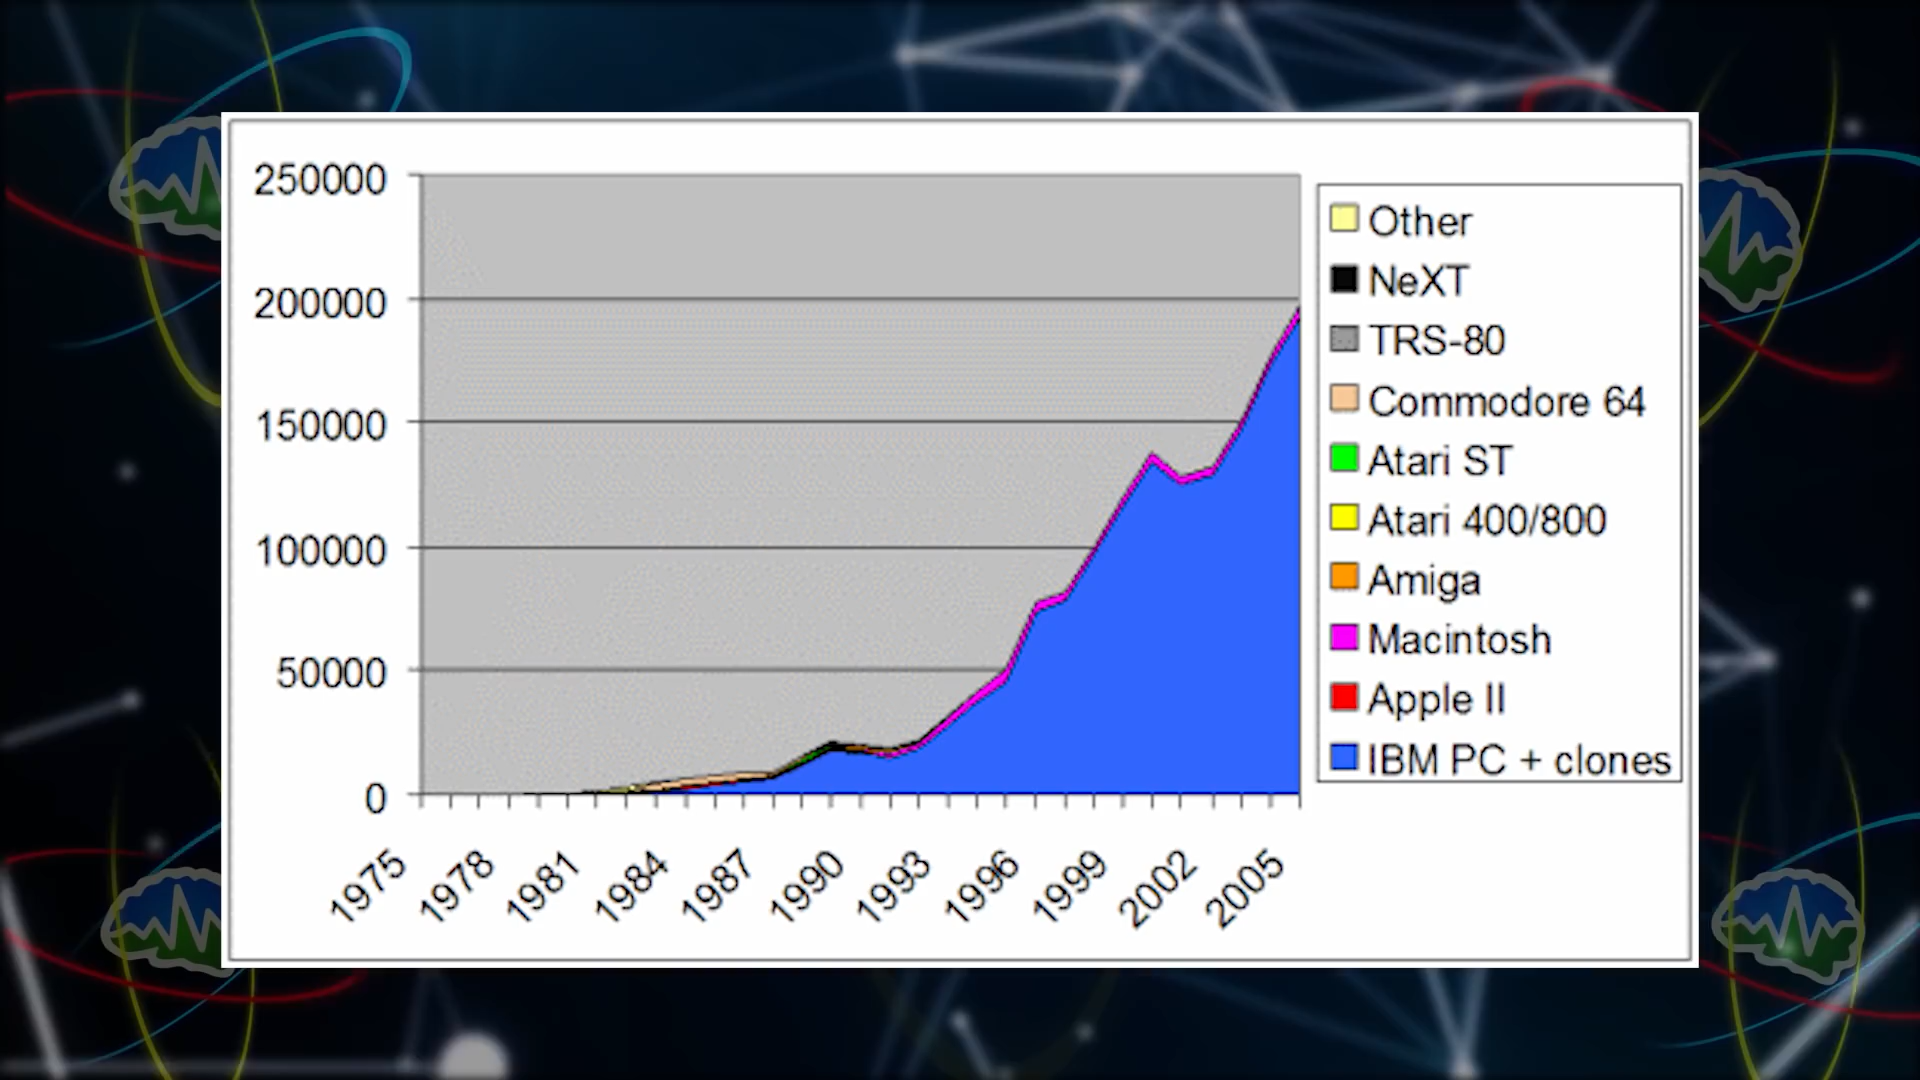 250000
200000
150000
100000
50000
0
1975
1978
1981
1984
1987
1990
1993
1996
1999
2002
2005
Other
NeXT
TRS-80
Commodore 64
Atari ST
Atari 400/800
Amiga
Macintosh
Apple II
IBM PC + clones